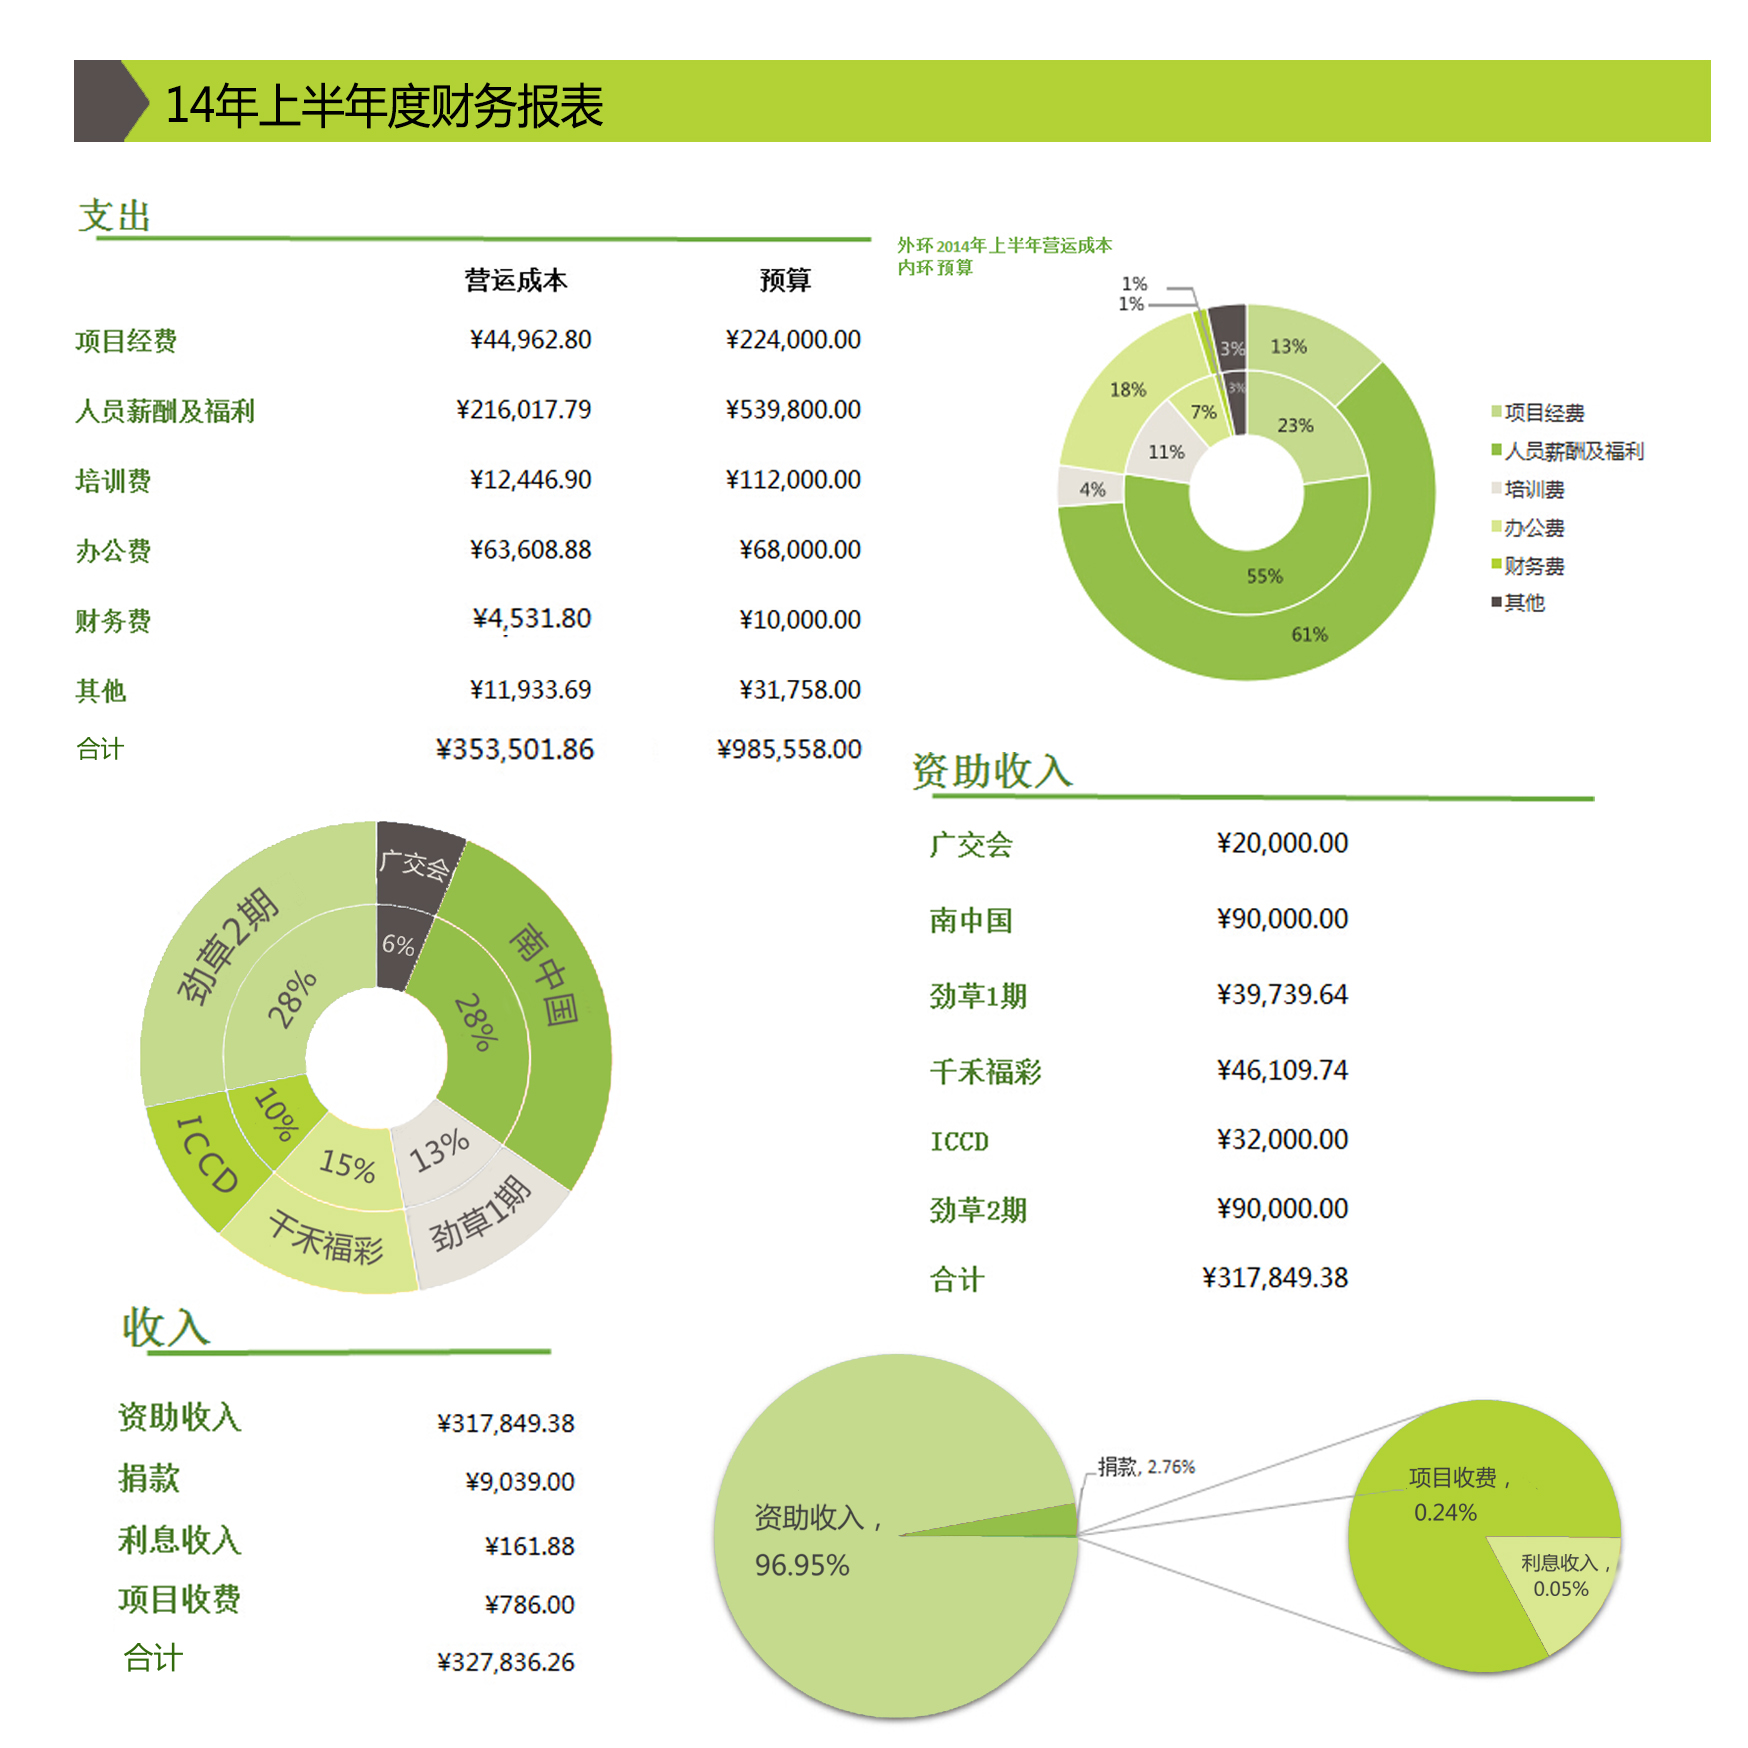 14年上半年度财务报表
支出
营运成本 预算
项目经费 ¥44,962.80 ¥224,000.00
人员薪酬及福利 ¥216,017.79 ¥539,800.00
培训费 ¥12,446.90 ¥112,000.00
办公费 ¥63,608.88 ¥68,000.00
财务费 ¥4,531.80 ¥10,000.00
其他 ¥11,933.69 ¥31,758.00
合计 ¥353,501.86 ¥985,558.00
外环 2014年上半年营运成本
内环 预算
1%
1%
3% 13%
18% 3%
7% 23%
11%
4%
55%
61%
项目经费
人员薪酬及福利
培训费
办公费
财务费
其他
资助收入
广交会 ¥20,000.00
南中国 ¥90,000.00
劲草1期 ¥39,739.64
千禾福彩 ¥46,109.74
ICCD ¥32,000.00
劲草2期 ¥90,000.00
合计 ¥317,849.38
广交会
6%
南中国
28%
劲草1期
13%
千禾福彩
15%
ICCD
10%
劲草2期
28%
收入
资助收入 ¥317,849.38
捐款 ¥9,039.00
利息收入 ¥161.88
项目收费 ¥786.00
合计 ¥327,836.26
资助收入，
96.95%
捐款, 2.76%
项目收费，
0.24%
利息收入，
0.05%